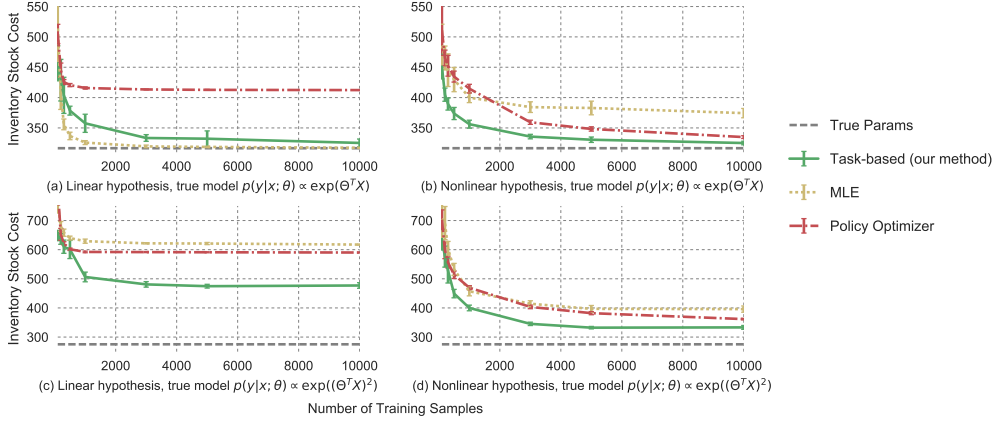 Inventory Stock Cost
550
500
450
400
350
2000 4000 6000 8000 10000
(a) Linear hypothesis, true model p(y|x; θ) ∝ exp(Θ^T X)
550
500
450
400
350
2000 4000 6000 8000 10000
(b) Nonlinear hypothesis, true model p(y|x; θ) ∝ exp(Θ^T X)
Inventory Stock Cost
700
600
500
400
300
2000 4000 6000 8000 10000
(c) Linear hypothesis, true model p(y|x; θ) ∝ exp((Θ^T X)^2)
700
600
500
400
300
2000 4000 6000 8000 10000
(d) Nonlinear hypothesis, true model p(y|x; θ) ∝ exp((Θ^T X)^2)
Number of Training Samples
True Params
Task-based (our method)
MLE
Policy Optimizer